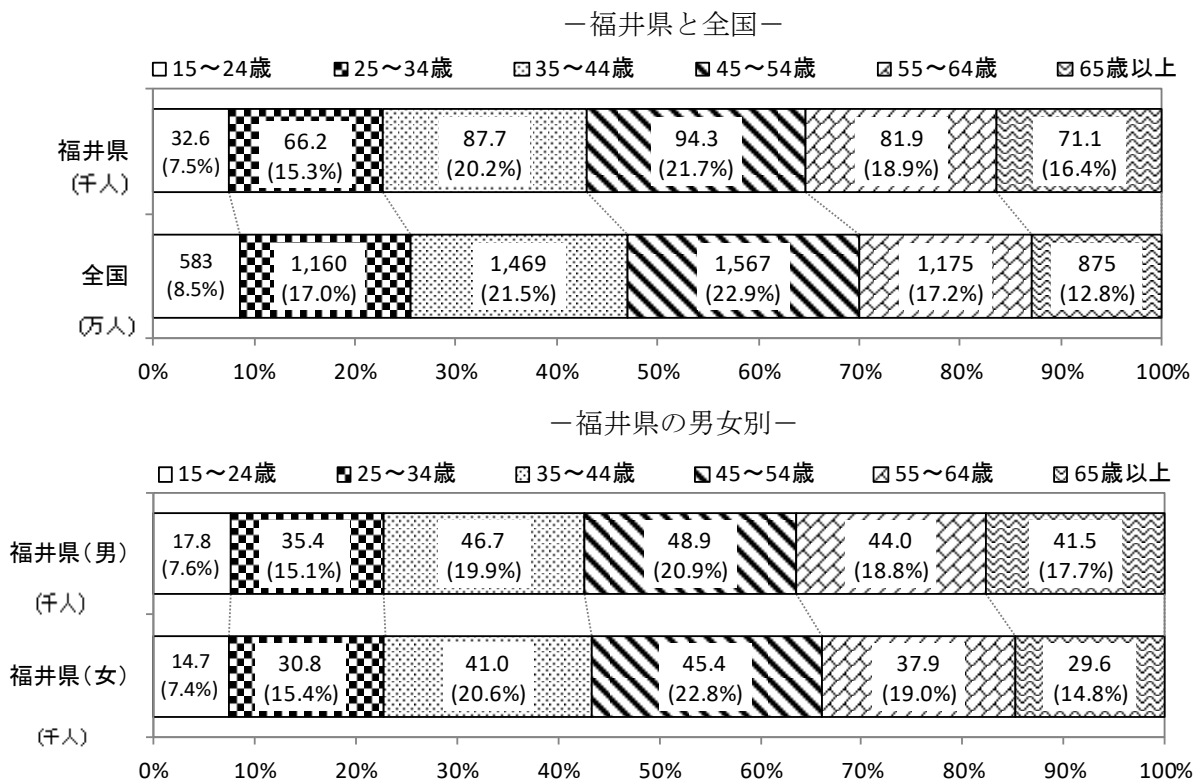 －福井県と全国－
15～24歳 25～34歳 35～44歳 45～54歳 55～64歳 65歳以上
福井県
(千人)
32.6 66.2 87.7 94.3 81.9 71.1
(7.5%) (15.3%) (20.2%) (21.7%) (18.9%) (16.4%)
全国
(万人)
583 1,160 1,469 1,567 1,175 875
(8.5%) (17.0%) (21.5%) (22.9%) (17.2%) (12.8%)
0% 10% 20% 30% 40% 50% 60% 70% 80% 90% 100%
－福井県の男女別－
15～24歳 25～34歳 35～44歳 45～54歳 55～64歳 65歳以上
福井県(男)
(千人)
17.8 35.4 46.7 48.9 44.0 41.5
(7.6%) (15.1%) (19.9%) (20.9%) (18.8%) (17.7%)
福井県(女)
(千人)
14.7 30.8 41.0 45.4 37.9 29.6
(7.4%) (15.4%) (20.6%) (22.8%) (19.0%) (14.8%)
0% 10% 20% 30% 40% 50% 60% 70% 80% 90% 100%